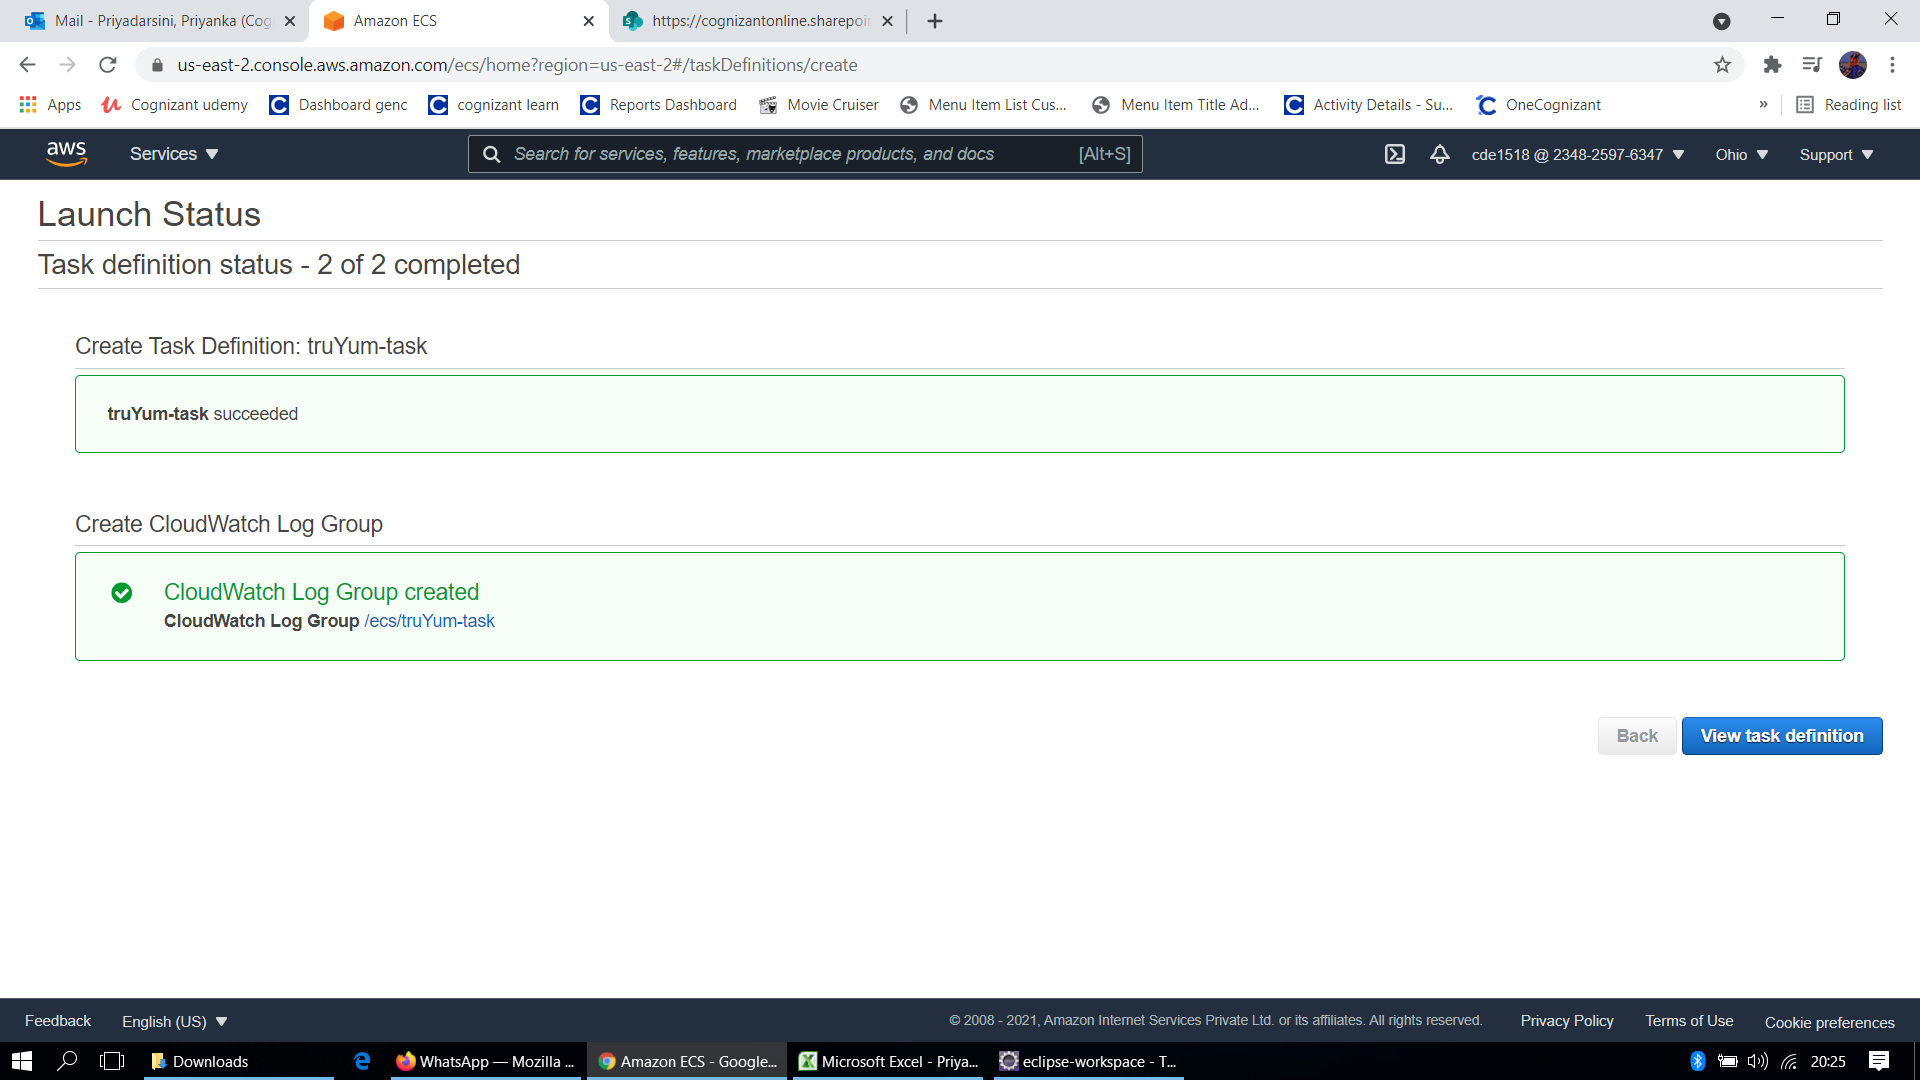 Mail - Priyadarsini, Priyanka (Cog
Amazon ECS
https://cognizantonline.sharepoin
us-east-2.console.aws.amazon.com/ecs/home?region=us-east-2#/taskDefinitions/create
Apps
Cognizant udemy
Dashboard genc
cognizant learn
Reports Dashboard
Movie Cruiser
Menu Item List Cus...
Menu Item Title Ad...
Activity Details - Su...
OneCognizant
»
Reading list
aws
Services
Search for services, features, marketplace products, and docs
[Alt+S]
cde1518 @ 2348-2597-6347
Ohio
Support
Launch Status
Task definition status - 2 of 2 completed
Create Task Definition: truYum-task
truYum-task succeeded
Create CloudWatch Log Group
CloudWatch Log Group created
CloudWatch Log Group /ecs/truYum-task
Back
View task definition
Feedback
English (US)
© 2008 - 2021, Amazon Internet Services Private Ltd. or its affiliates. All rights reserved.
Privacy Policy
Terms of Use
Cookie preferences
Downloads
WhatsApp — Mozilla ...
Amazon ECS - Google...
Microsoft Excel - Priya...
eclipse-workspace - T...
20:25